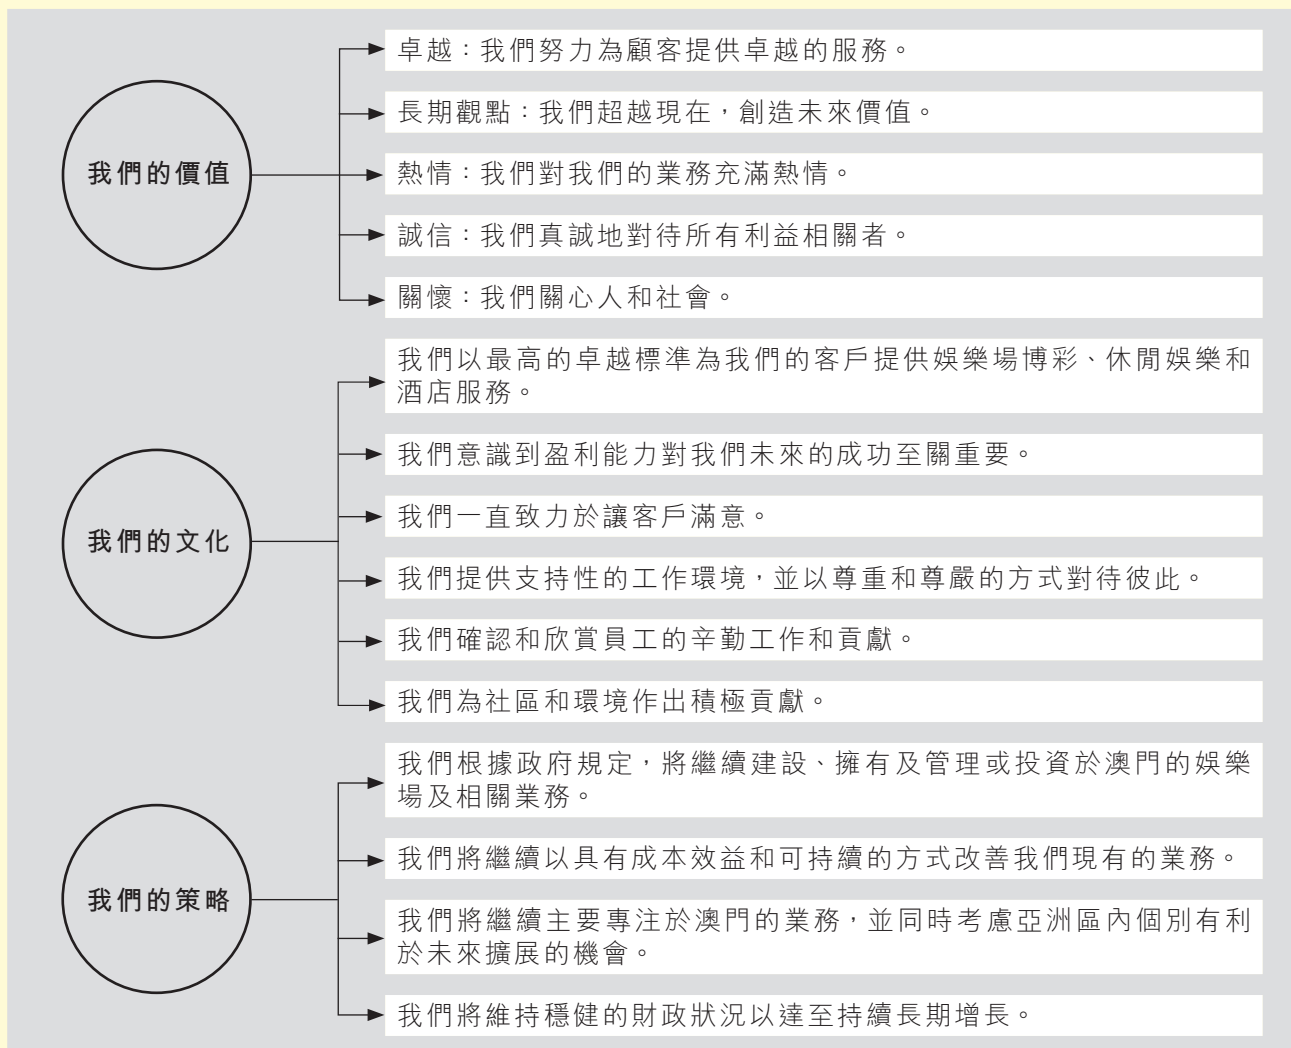 我們的價值
卓越：我們努力為顧客提供卓越的服務。
長期觀點：我們超越現在，創造未來價值。
熱情：我們對我們的業務充滿熱情。
誠信：我們真誠地對待所有利益相關者。
關懷：我們關心人和社會。
我們的文化
我們以最高的卓越標準為我們的客戶提供娛樂場博彩、休閒娛樂和
酒店服務。
我們意識到盈利能力對我們未來的成功至關重要。
我們一直致力於讓客戶滿意。
我們提供支持性的工作環境，並以尊重和尊嚴的方式對待彼此。
我們確認和欣賞員工的辛勤工作和貢獻。
我們為社區和環境作出積極貢獻。
我們的策略
我們根據政府規定，將繼續建設、擁有及管理或投資於澳門的娛樂
場及相關業務。
我們將繼續以具有成本效益和可持續的方式改善我們現有的業務。
我們將繼續主要專注於澳門的業務，並同時考慮亞洲區內個別有利
於未來擴展的機會。
我們將維持穩健的財政狀況以達至持續長期增長。